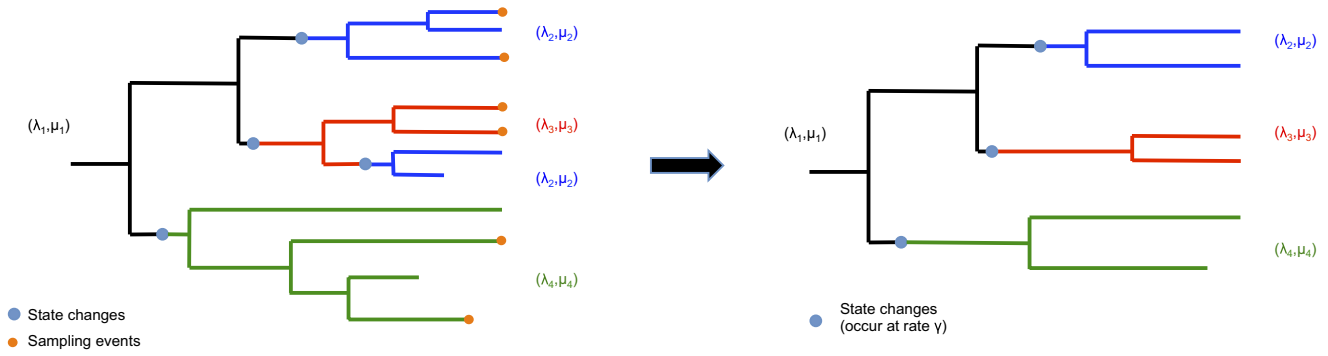 (λ₂,μ₂)
(λ₁,μ₁)
(λ₃,μ₃)
(λ₂,μ₂)
(λ₄,μ₄)
State changes
Sampling events
(λ₂,μ₂)
(λ₁,μ₁)
(λ₃,μ₃)
(λ₄,μ₄)
State changes
(occur at rate γ)